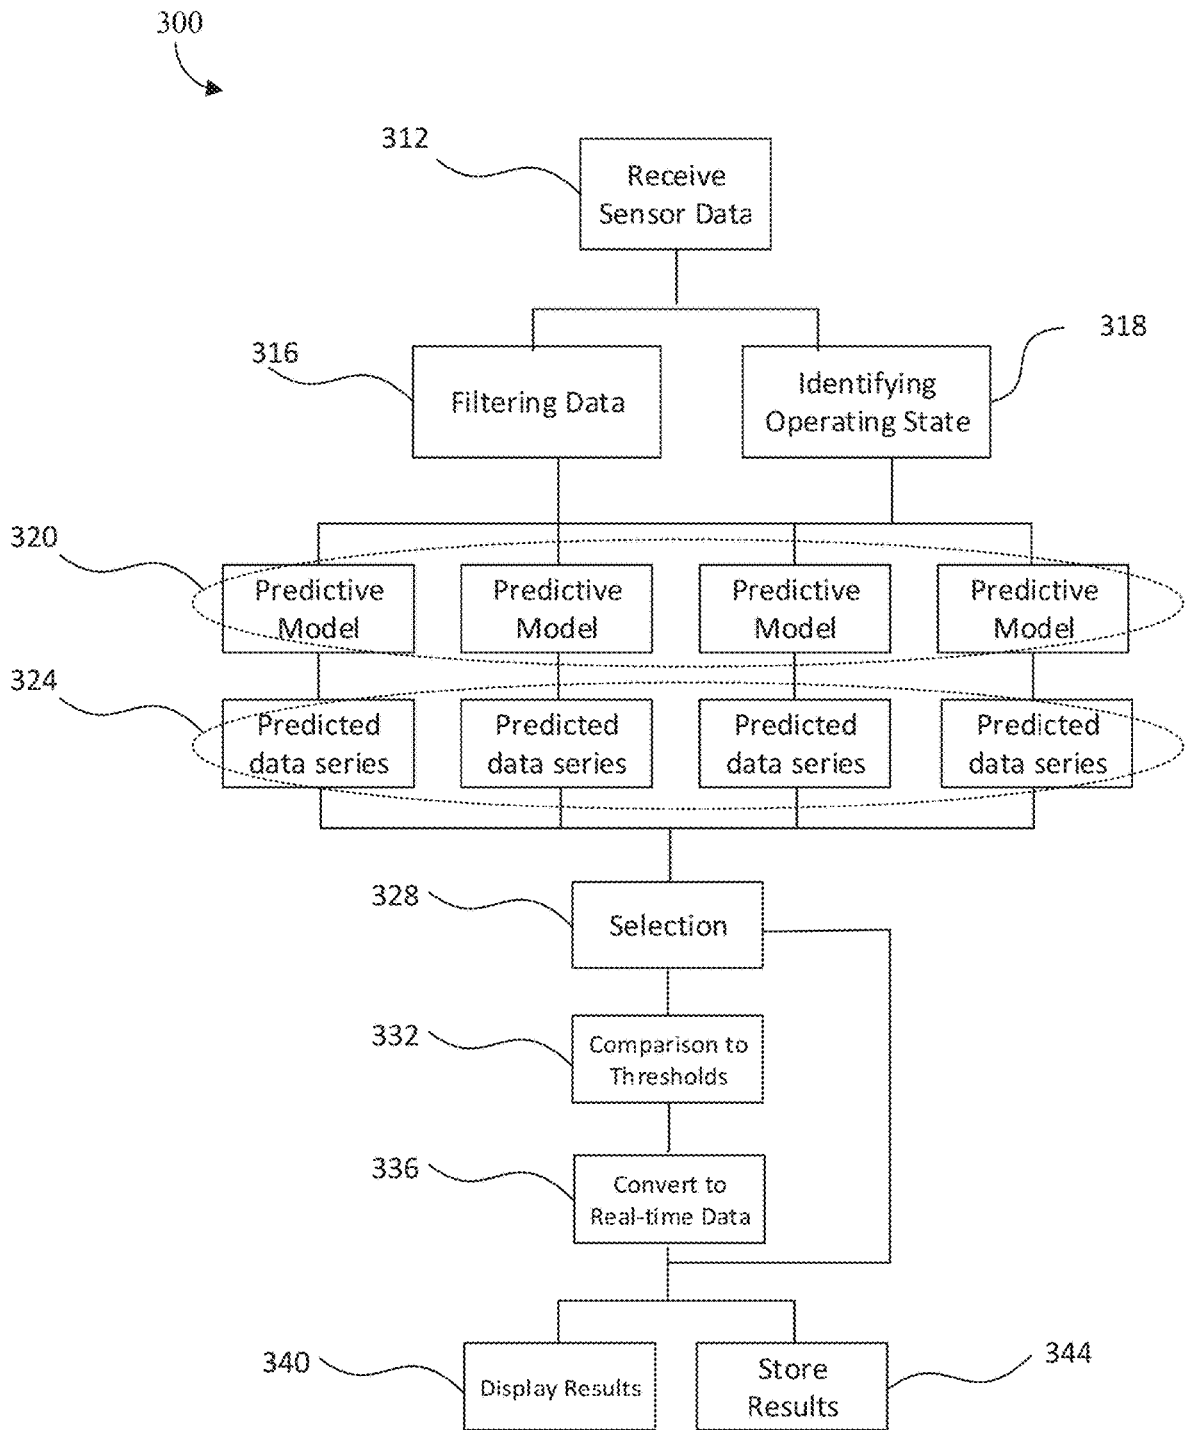 300
312
Receive
Sensor Data
316
Filtering Data
318
Identifying
Operating State
320
Predictive
Model
Predictive
Model
Predictive
Model
Predictive
Model
324
Predicted
data series
Predicted
data series
Predicted
data series
Predicted
data series
328
Selection
332
Comparison to
Thresholds
336
Convert to
Real-time Data
340
Display Results
344
Store
Results